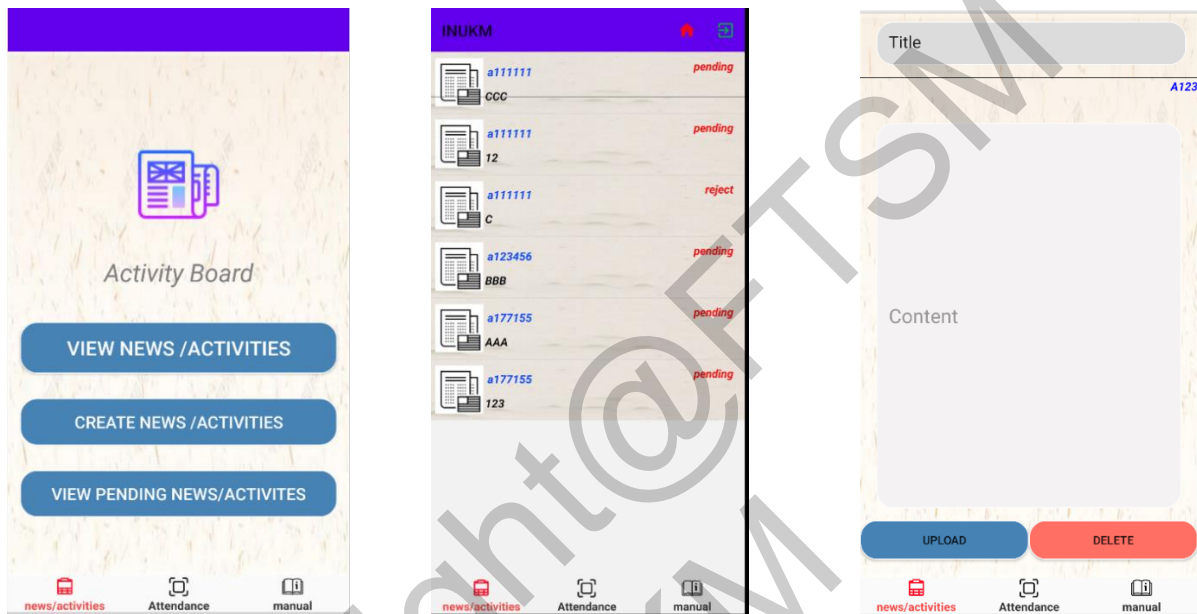 Activity Board
VIEW NEWS /ACTIVITIES
CREATE NEWS /ACTIVITIES
VIEW PENDING NEWS/ACTIVITES
news/activities Attendance manual
INUKM
a111111 pending
CCC
a111111 pending
12
a111111 reject
C
a123456 pending
BBB
a177155 pending
AAA
a177155 pending
123
news/activities Attendance manual
Title
A123
Content
UPLOAD DELETE
news/activities Attendance manual
ght@FTSM